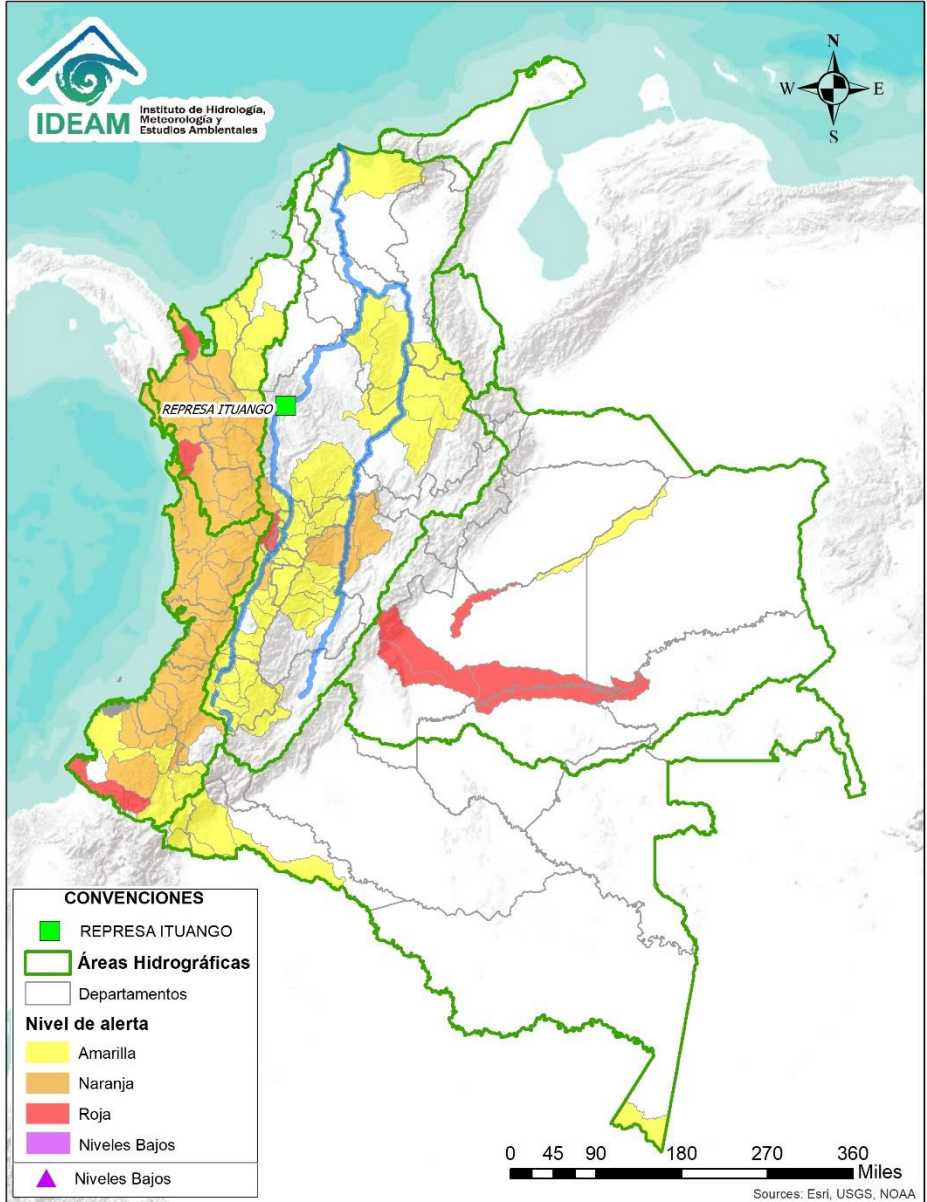 IDEAM
Instituto de Hidrología,
Meteorología y
Estudios Ambientales
N
W
E
S
REPRESA ITUANGO
CONVENCIONES
REPRESA ITUANGO
Áreas Hidrográficas
Departamentos
Nivel de alerta
Amarilla
Naranja
Roja
Niveles Bajos
Niveles Bajos
0 45 90 180 270 360
Miles
Sources: Esri, USGS, NOAA